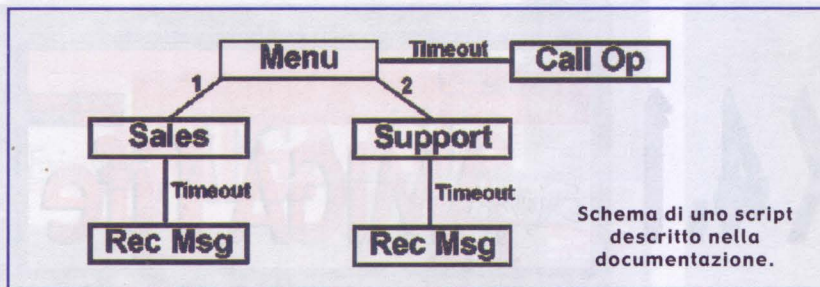 Menu
Timeout
Call Op
1
2
Sales
Support
Timeout
Timeout
Rec Msg
Rec Msg
Schema di uno script
descritto nella
documentazione.